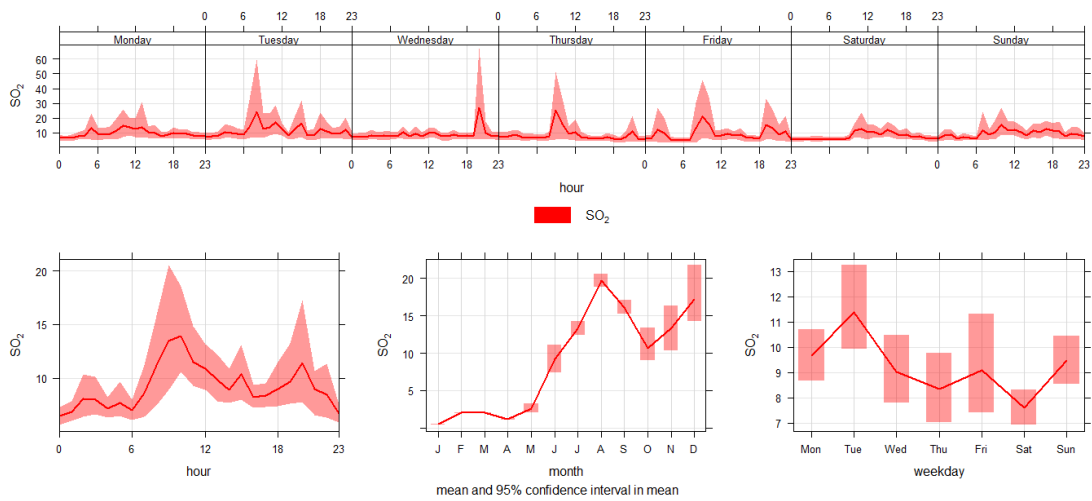 0 6 12 18 23 0 6 12 18 23 0 6 12 18 23
Monday Tuesday Wednesday Thursday Friday Saturday Sunday
SO2
60
50
40
30
20
10
0 6 12 18 23 0 6 12 18 23 0 6 12 18 23 0 6 12 18 23
hour
SO2
SO2
20
15
10
0 6 12 18 23
hour
SO2
20
15
10
5
J F M A M J J A S O N D
month
mean and 95% confidence interval in mean
SO2
13
12
11
10
9
8
7
Mon Tue Wed Thu Fri Sat Sun
weekday